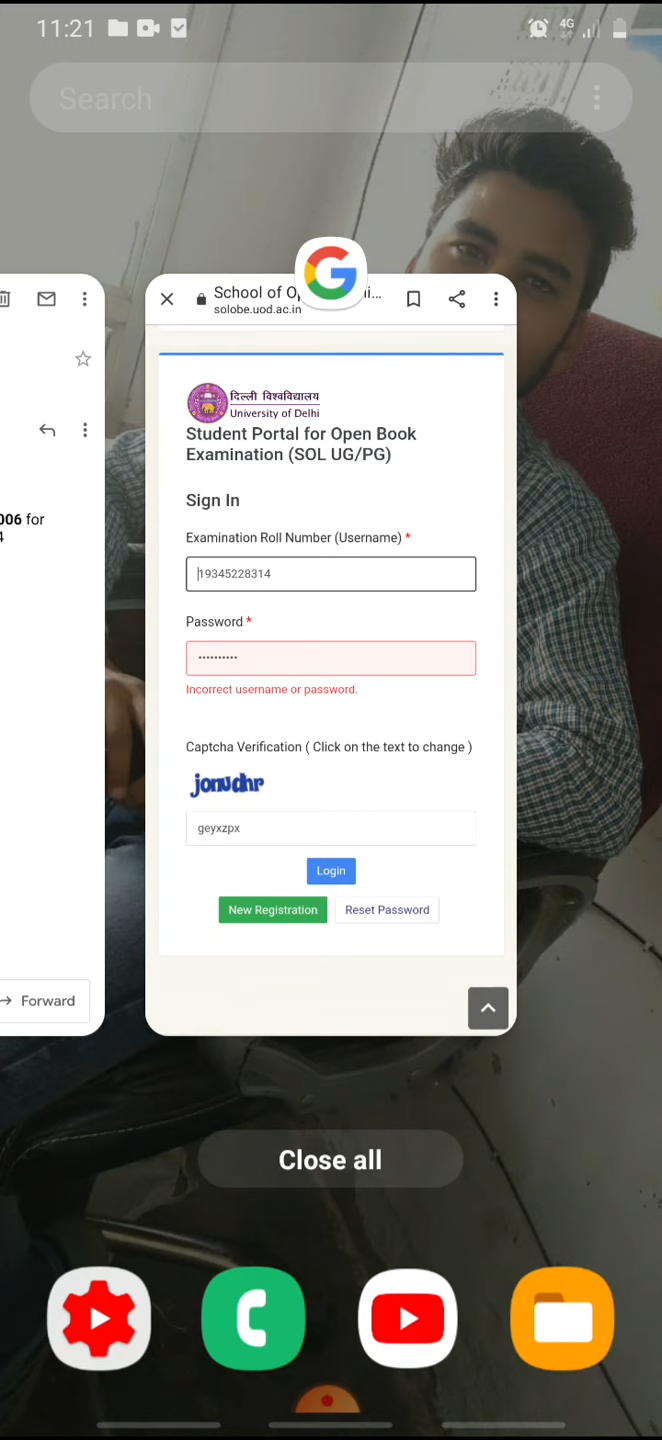 11:21
4G
Search
School of O
i...
solobe.uod.ac.in
दिल्ली विश्वविद्यालय
University of Delhi
Student Portal for Open Book
Examination (SOL UG/PG)
Sign In
006 for
4
Examination Roll Number (Username) *
19345228314
Password *
••••••••••
Incorrect username or password.
Captcha Verification ( Click on the text to change )
jonudhr
geyxzpx
Login
New Registration
Reset Password
Forward
Close all